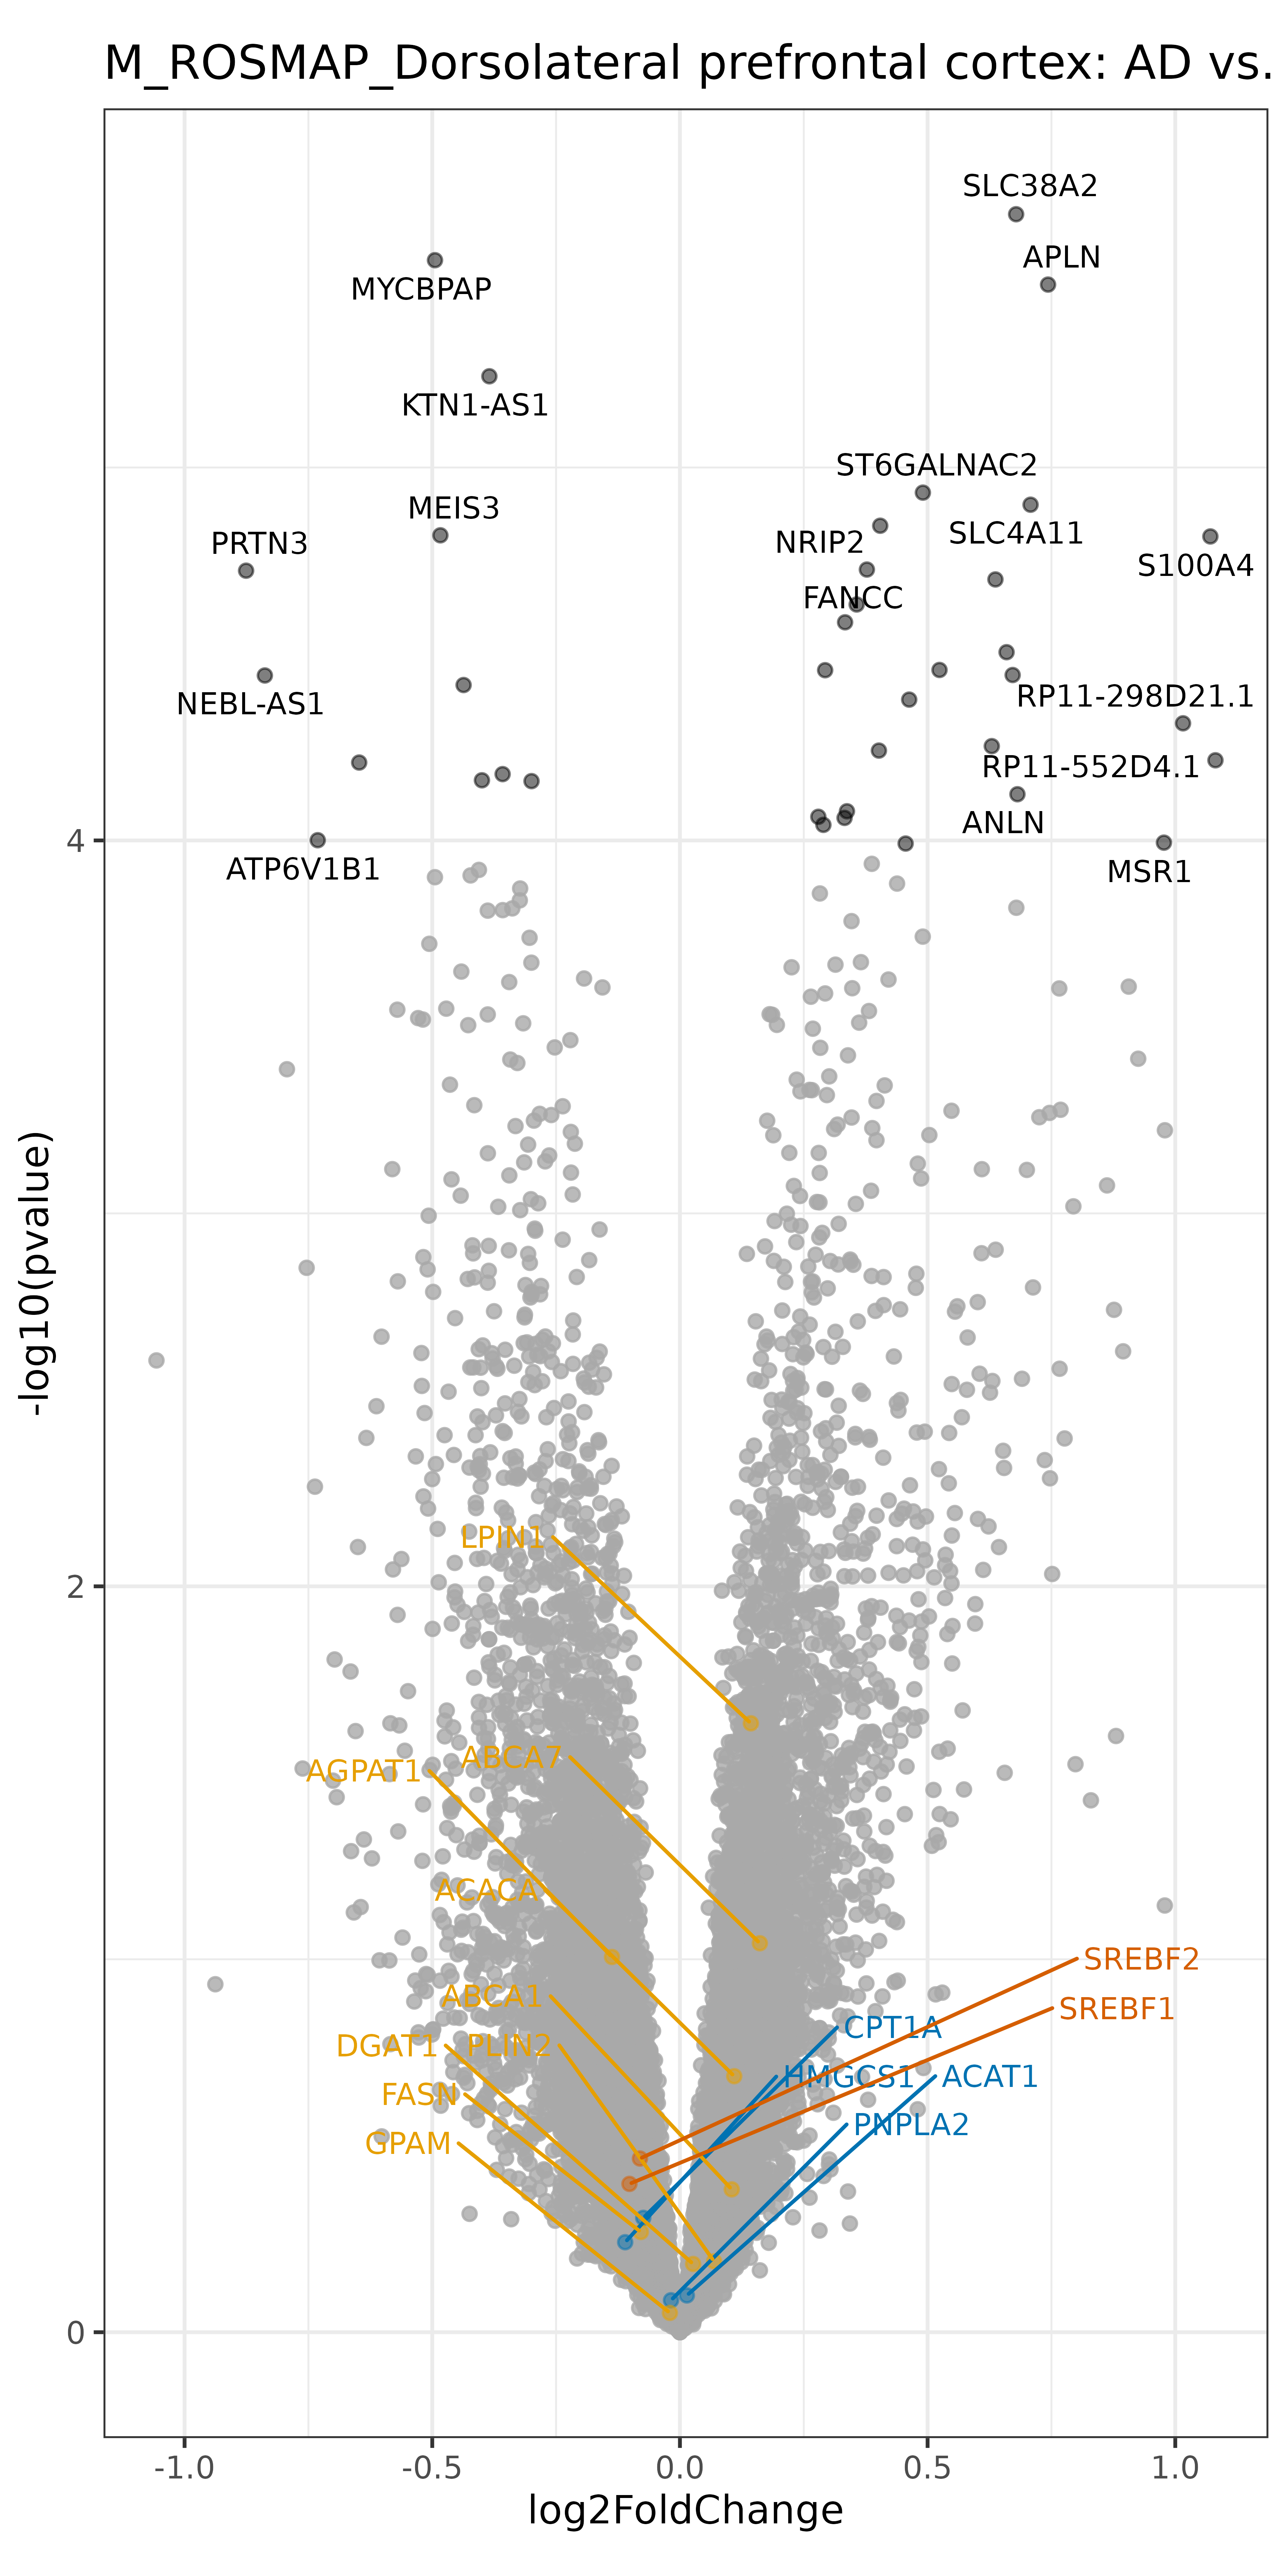 M_ROSMAP_Dorsolateral prefrontal cortex: AD vs.
SLC38A2
APLN
MYCBPAP
KTN1-AS1
ST6GALNAC2
MEIS3
SLC4A11
NRIP2
PRTN3
S100A4
FANCC
RP11-298D21.1
NEBL-AS1
RP11-552D4.1
ANLN
4
ATP6V1B1
MSR1
-log10(pvalue)
LPIN1
2
ABCA7
AGPAT1
ACACA
SREBF2
ABCA1
SREBF1
CPT1A
DGAT1
PLIN2
HMGCS1
ACAT1
FASN
PNPLA2
GPAM
0
-1.0
-0.5
0.0
0.5
1.0
log2FoldChange